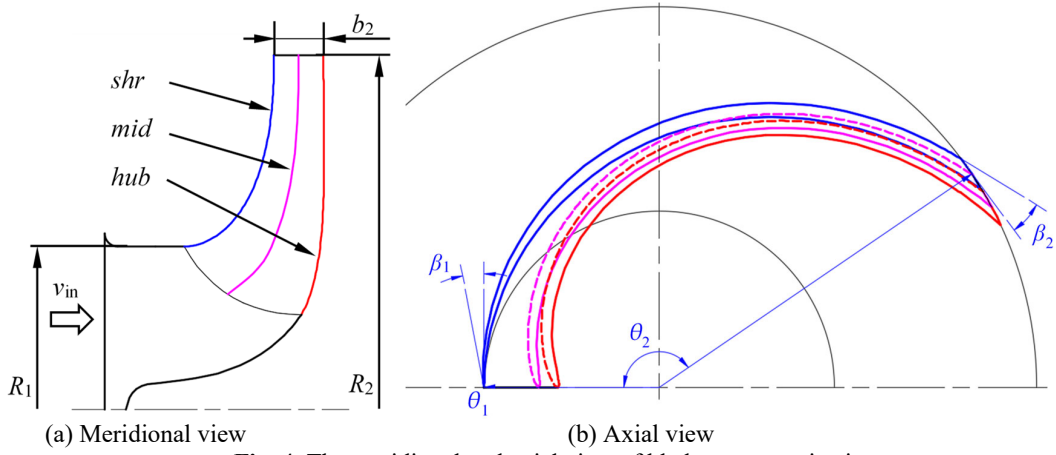 b2
shr
mid
hub
vin
R1
R2
β1
β2
θ2
θ1
(a) Meridional view
(b) Axial view